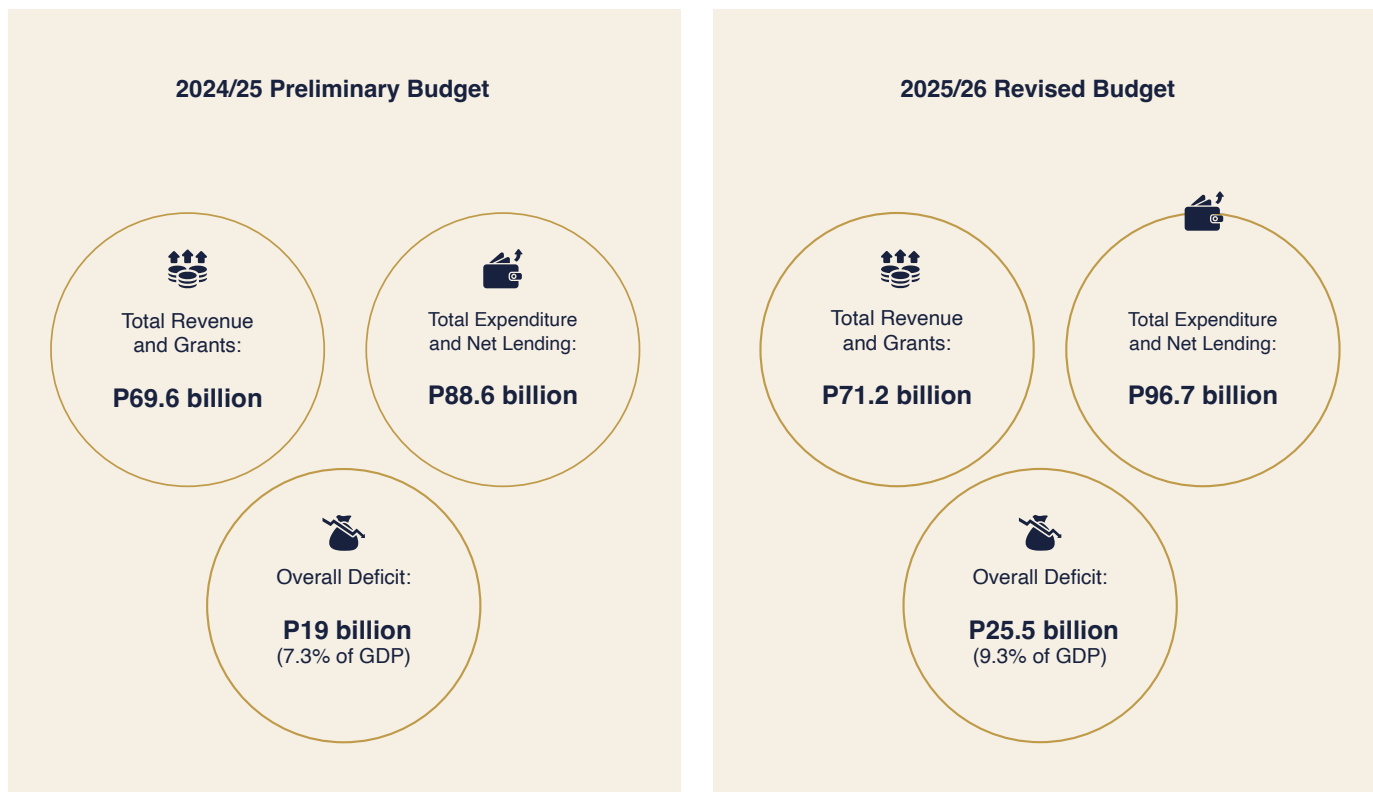 2024/25 Preliminary Budget
Total Revenue
and Grants:
P69.6 billion
Total Expenditure
and Net Lending:
P88.6 billion
Overall Deficit:
P19 billion
(7.3% of GDP)
2025/26 Revised Budget
Total Revenue
and Grants:
P71.2 billion
Total Expenditure
and Net Lending:
P96.7 billion
Overall Deficit:
P25.5 billion
(9.3% of GDP)